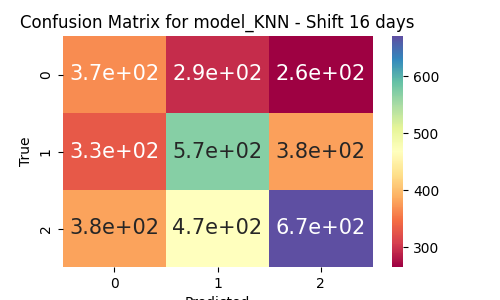 Confusion Matrix for model_KNN - Shift 16 days
0 3.7e+02 2.9e+02 2.6e+02
1 3.3e+02 5.7e+02 3.8e+02
2 3.8e+02 4.7e+02 6.7e+02
0 1 2
True
Predicted
600
500
400
300